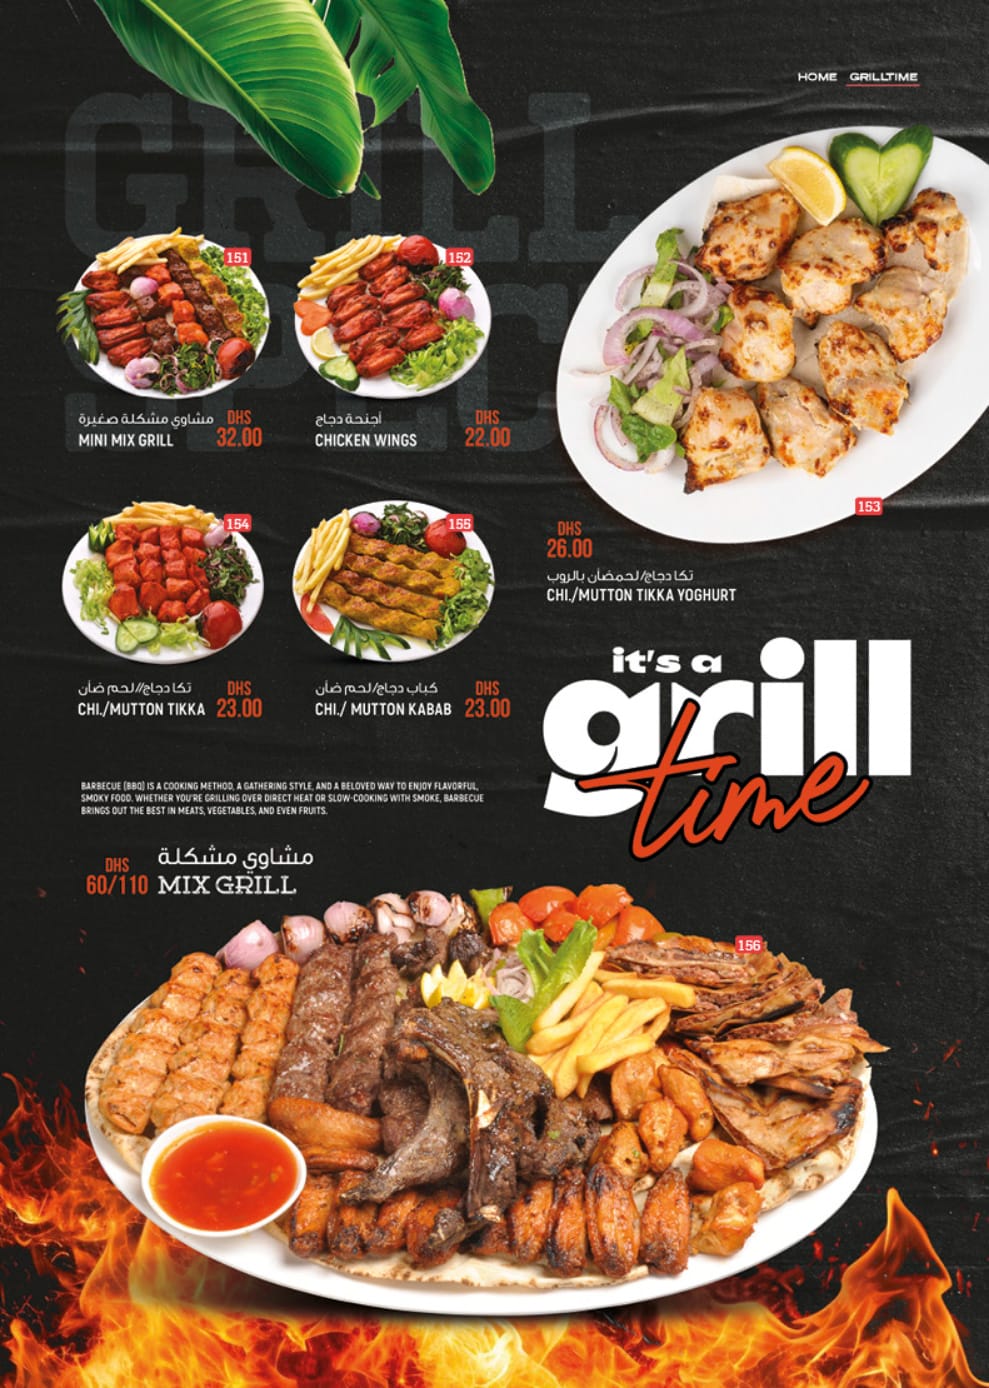 HOME GRILLTIME
GRILL
SPEC
151
152
مشاوي مشكلة صغيرة
MINI MIX GRILL
DHS
32.00
أجنحة دجاج
CHICKEN WINGS
DHS
22.00
153
DHS
26.00
تكا دجاج/لحمضأن بالروب
CHI./MUTTON TIKKA YOGHURT
154
155
تكا دجاج//لحم ضأن
CHI./MUTTON TIKKA
DHS
23.00
كباب دجاج/لحم ضأن
CHI./ MUTTON KABAB
DHS
23.00
it's a
grill
time
BARBECUE (BBQ) IS A COOKING METHOD, A GATHERING STYLE, AND A BELOVED WAY TO ENJOY FLAVORFUL,
SMOKY FOOD. WHETHER YOU'RE GRILLING OVER DIRECT HEAT OR SLOW-COOKING WITH SMOKE, BARBECUE
BRINGS OUT THE BEST IN MEATS, VEGETABLES, AND EVEN FRUITS.
DHS
60/110
مشاوي مشكلة
MIX GRILL
156